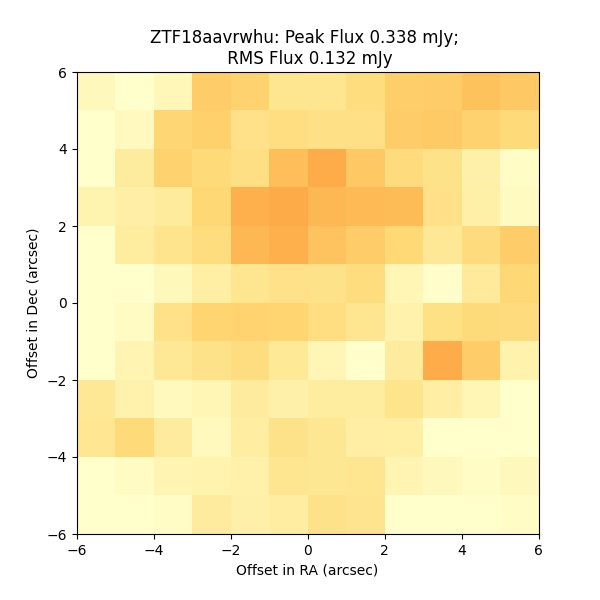 ZTF18aavrwhu: Peak Flux 0.338 mJy;
RMS Flux 0.132 mJy
6
4
2
0
−2
−4
−6
Offset in Dec (arcsec)
−6 −4 −2 0 2 4 6
Offset in RA (arcsec)